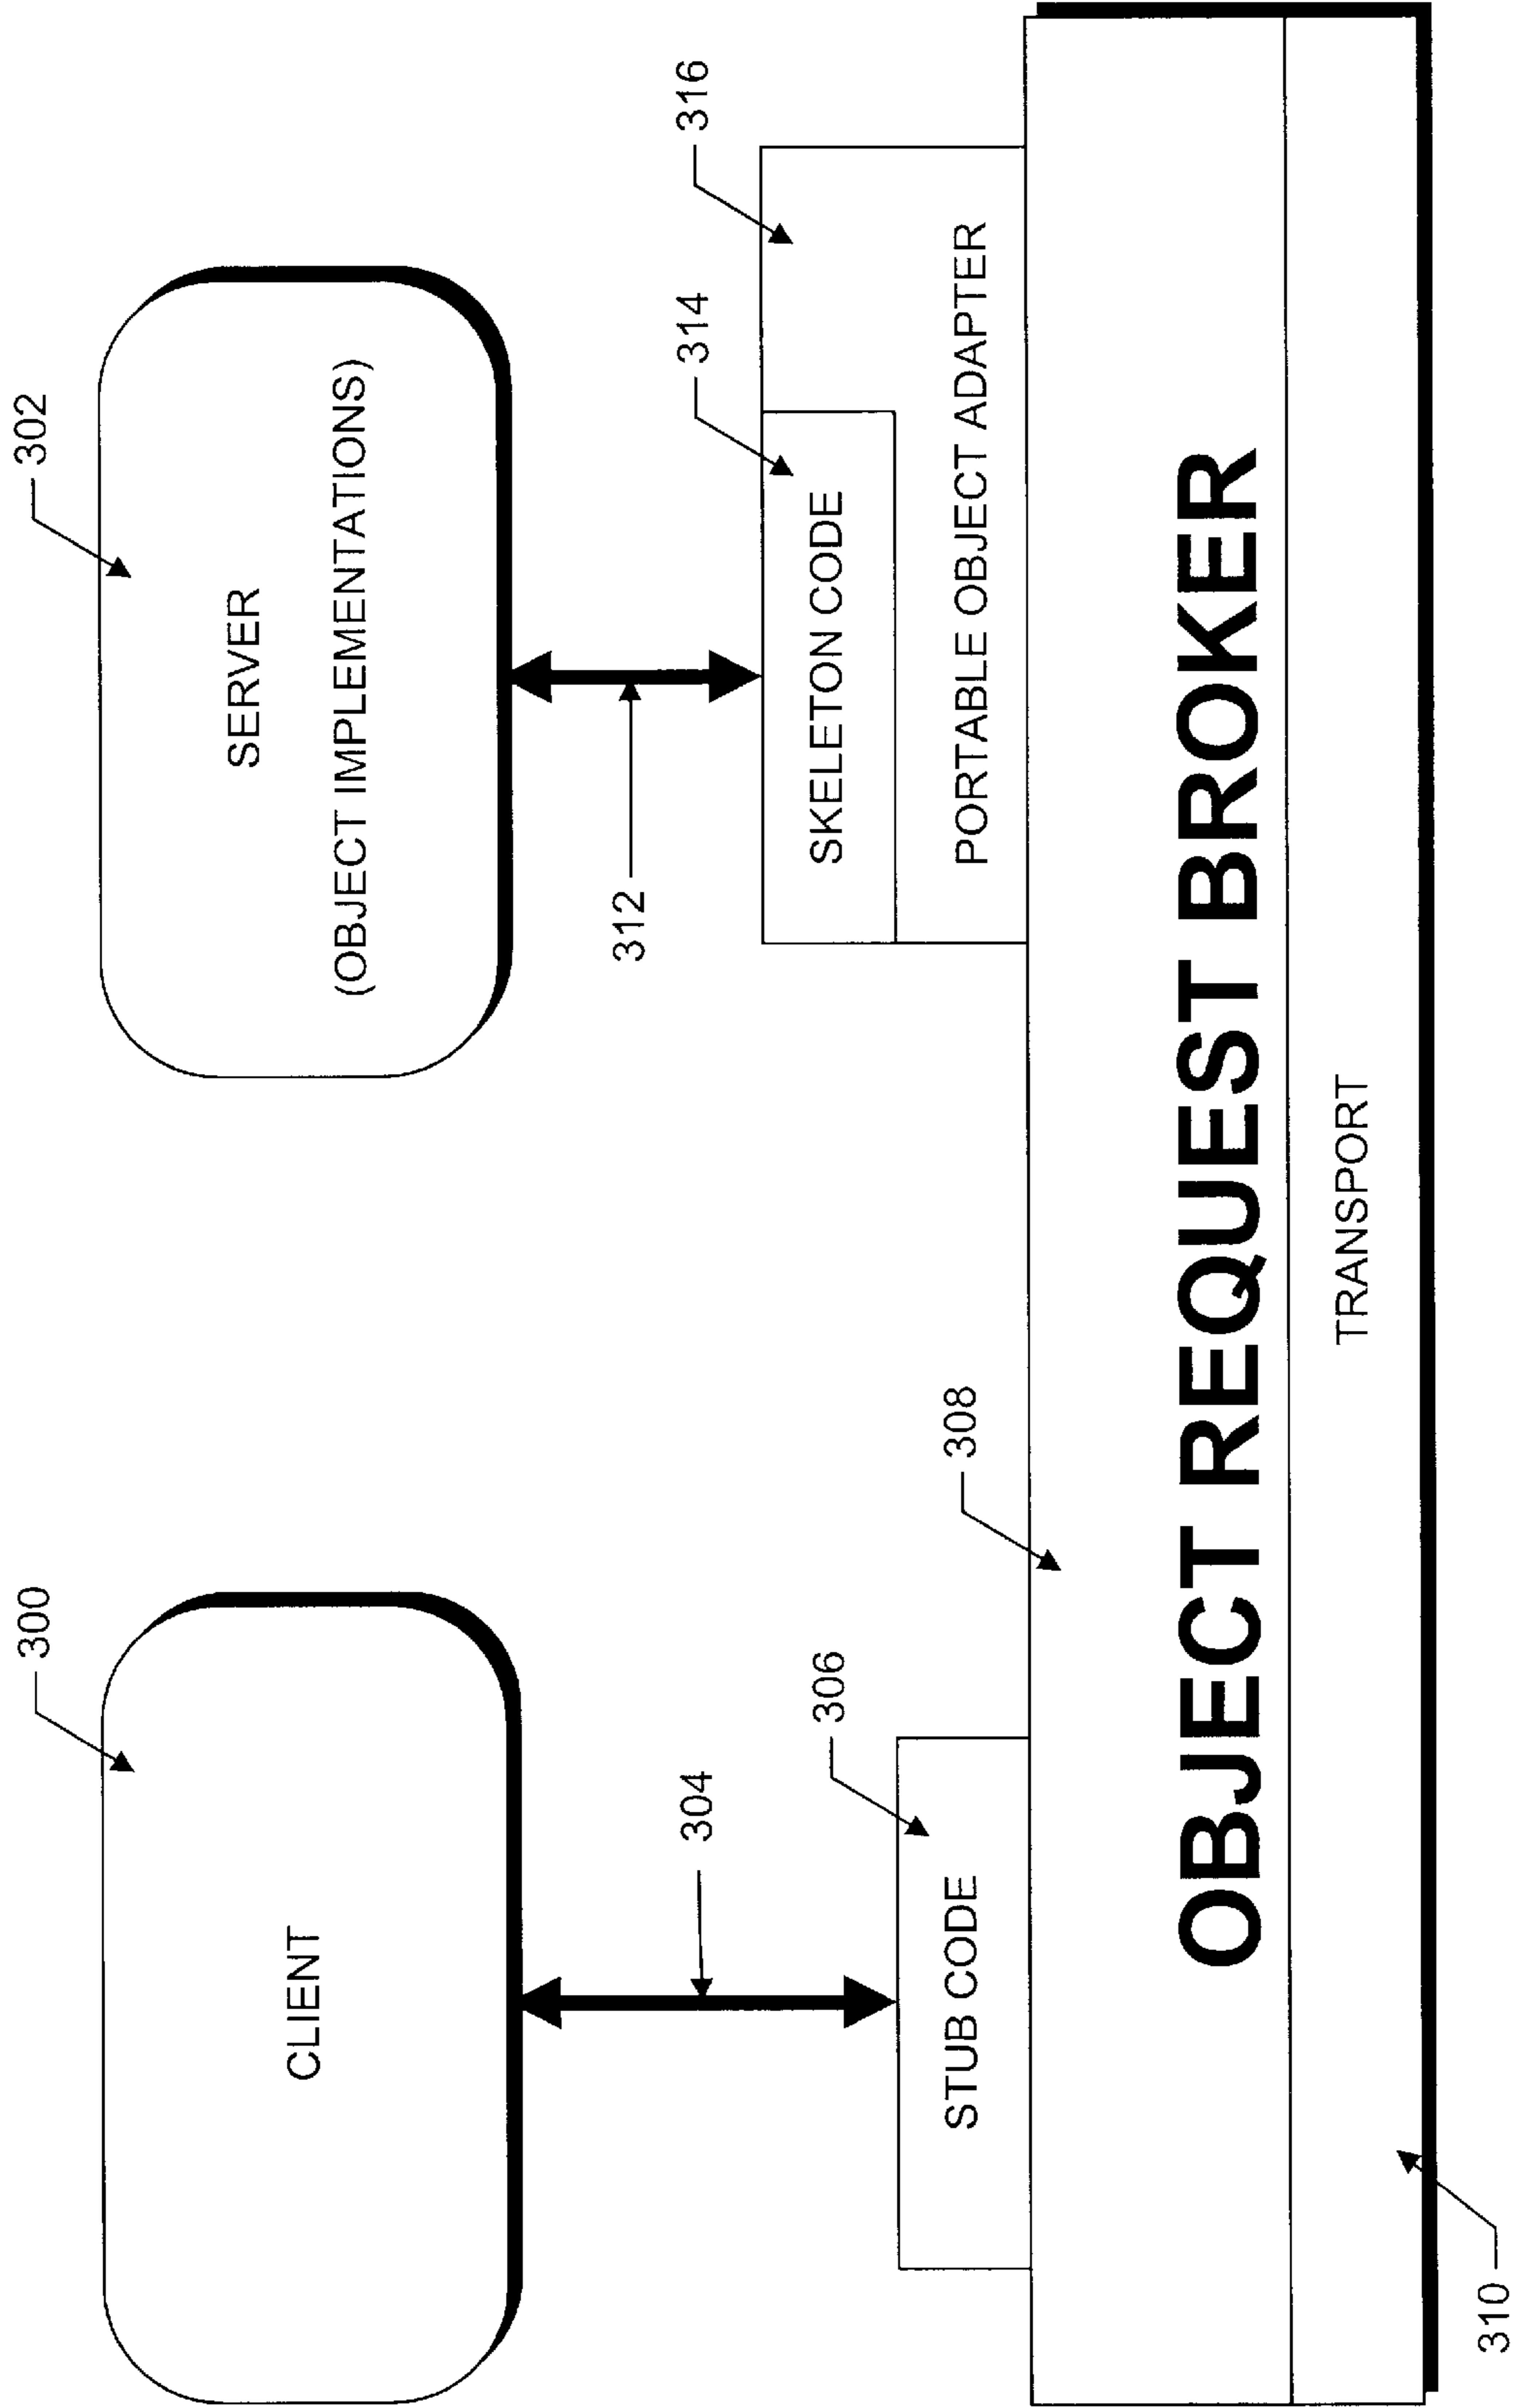 300
302
CLIENT
SERVER
(OBJECT IMPLEMENTATIONS)
304
312
306
314
316
STUB CODE
SKELETON CODE
PORTABLE OBJECT ADAPTER
308
OBJECT REQUEST BROKER
TRANSPORT
310